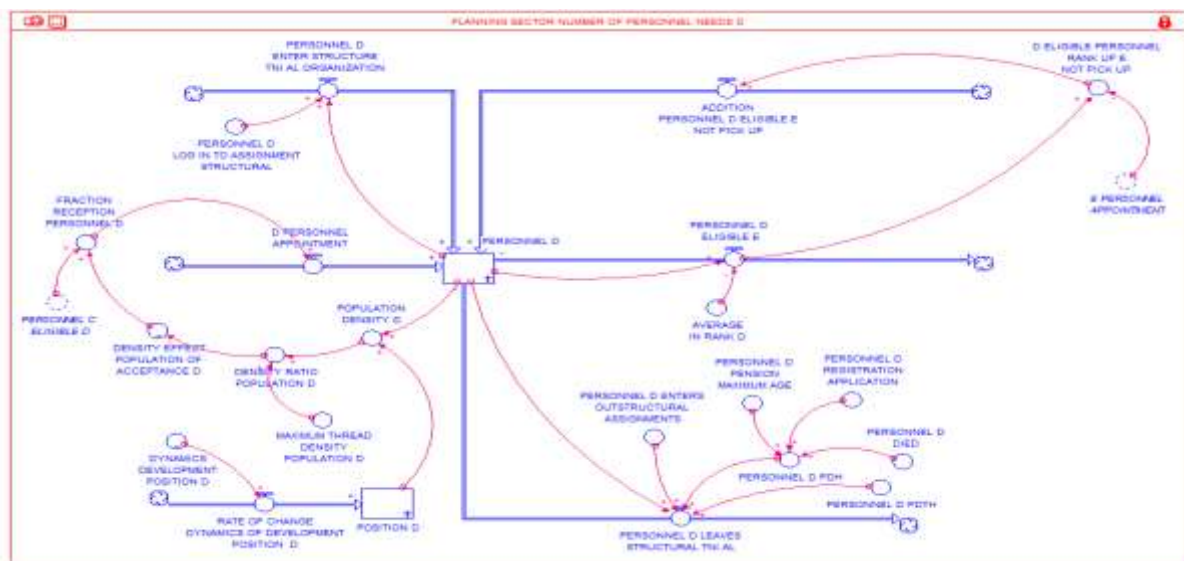 PLANNING SECTOR NUMBER OF PERSONNEL NEEDS D
PERSONNEL D
ENTER STRUCTURE
TNI AL ORGANIZATION
D ELIGIBLE PERSONNEL
RANK UP E
NOT PICK UP
ADDITION
PERSONNEL D ELIGIBLE E
NOT PICK UP
PERSONNEL D
LOG IN TO ASSIGNMENT
STRUCTURAL
E PERSONNEL
APPOINTMENT
FRACTION
RECEPTION
PERSONNEL D
D PERSONNEL
APPOINTMENT
PERSONNEL D
PERSONNEL D
ELIGIBLE E
PERSONNEL C
ELIGIBLE D
POPULATION
DENSITY
AVERAGE
IN RANK D
DENSITY EFFECT
POPULATION OF
ACCEPTANCE D
DENSITY RATIO
POPULATION D
PERSONNEL D
PENSION
MAXIMUM AGE
PERSONNEL D
REGISTRATION
APPLICATION
PERSONNEL D ENTERS
OUTSTRUCTURAL
ASSIGNMENTS
MAXIMUM THREAD
DENSITY
POPULATION D
PERSONNEL D
DIED
DYNAMICS
DEVELOPMENT
POSITION D
PERSONNEL D PDH
PERSONNEL D PDTH
RATE OF CHANGE
DYNAMICS OF DEVELOPMENT
POSITION D
POSITION D
PERSONNEL D LEAVES
STRUCTURAL TNI AL